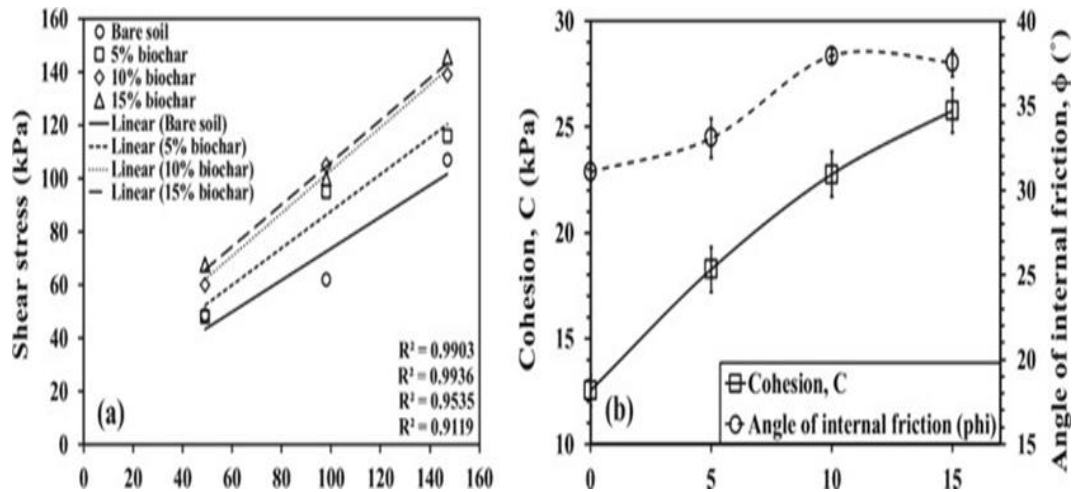 Shear stress (kPa)
160
140
120
100
80
60
40
20
0
Bare soil
5% biochar
10% biochar
15% biochar
Linear (Bare soil)
Linear (5% biochar)
Linear (10% biochar)
Linear (15% biochar)
R² = 0.9903
R² = 0.9936
R² = 0.9535
R² = 0.9119
(a)
0 20 40 60 80 100 120 140 160
Cohesion, C (kPa)
30
25
20
15
10
Cohesion, C
Angle of internal friction (phi)
(b)
0 5 10 15
40
35
30
25
20
15
Angle of internal friction, ϕ (°)